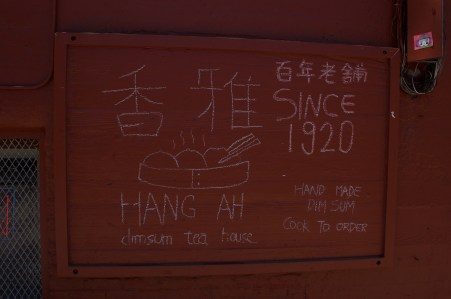 香雅
百年老舖
SINCE
1920
HANG AH
dimsum tea house
HAND MADE
DIM-SUM
COOK TO ORDER